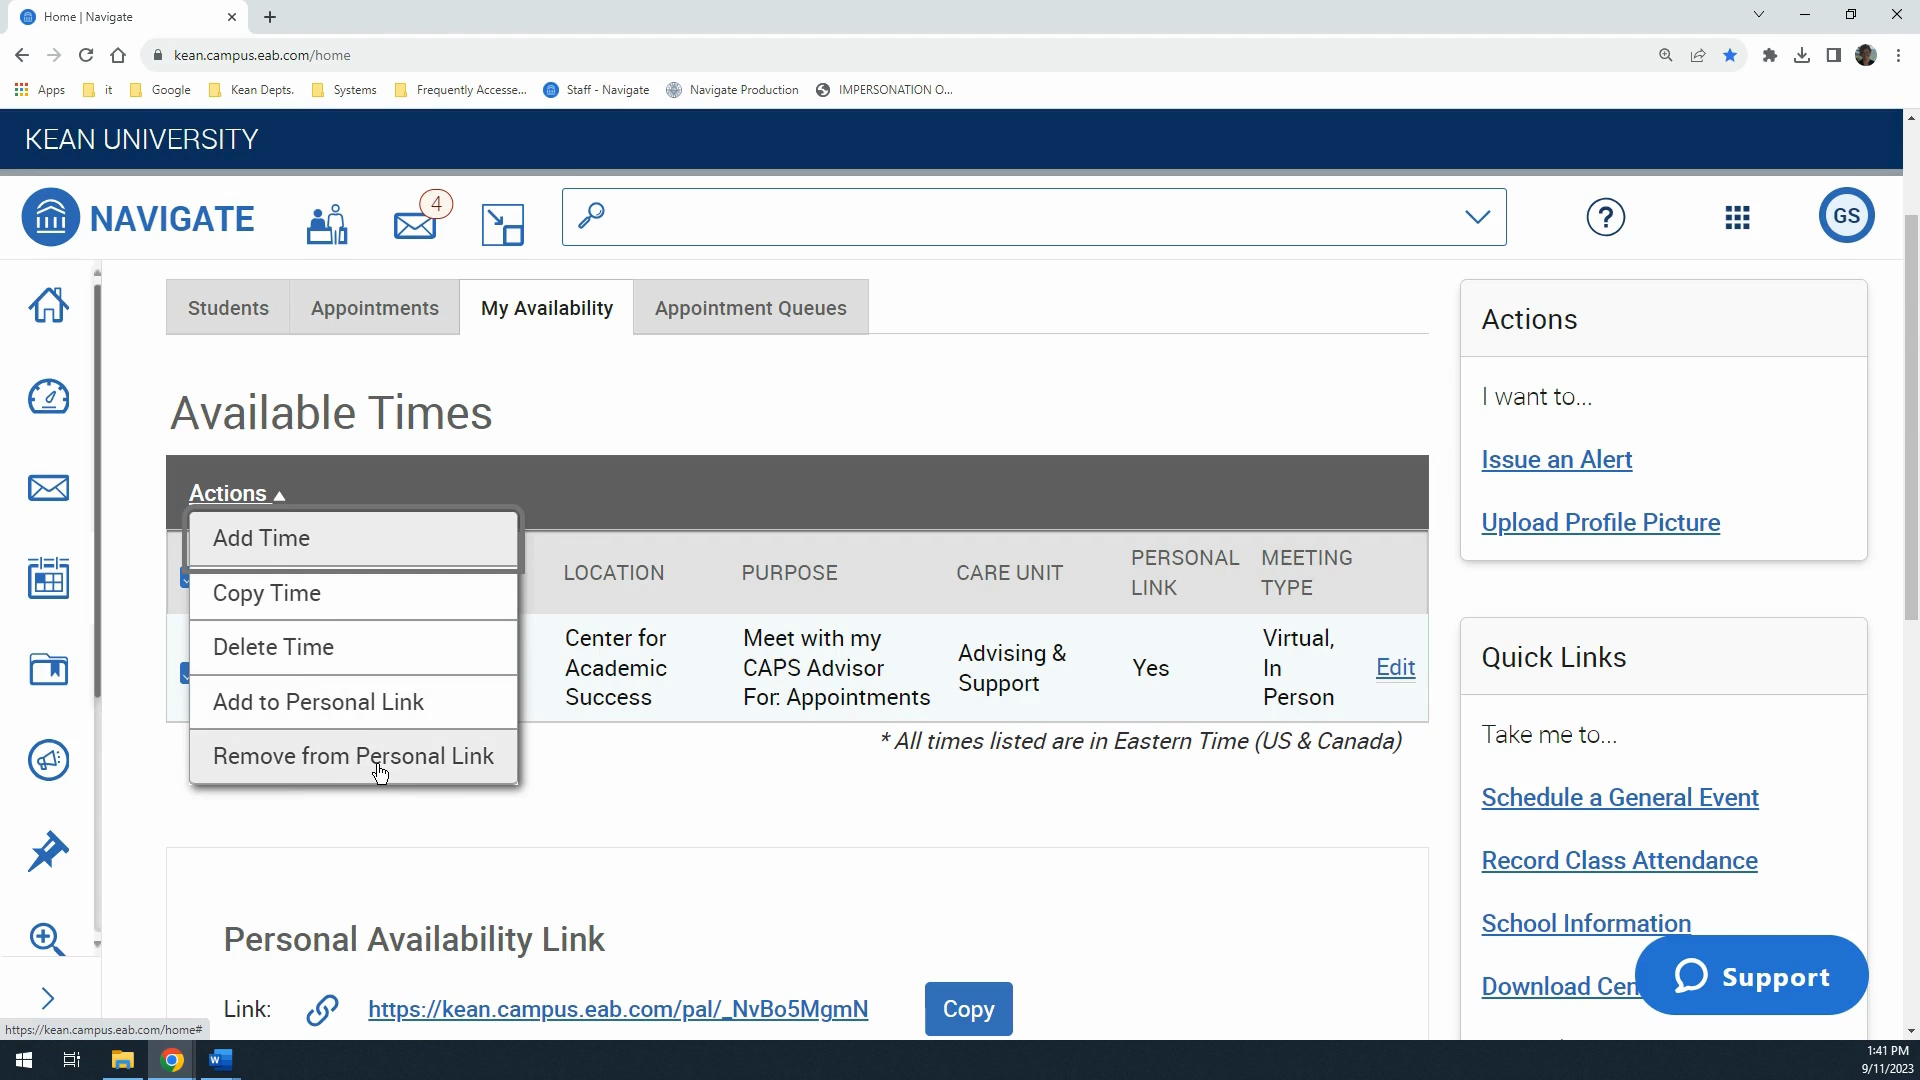 Home | Navigate
kean.campus.eab.com/home
Apps it Google Kean Depts. Systems Frequently Accesse... Staff - Navigate Navigate Production IMPERSONATION O...
KEAN UNIVERSITY
NAVIGATE
4
?
GS
Students Appointments My Availability Appointment Queues
Available Times
Actions
Add Time
Copy Time
Delete Time
Add to Personal Link
Remove from Personal Link
LOCATION PURPOSE CARE UNIT PERSONAL LINK MEETING TYPE
Center for Academic Success
Meet with my CAPS Advisor For: Appointments
Advising & Support
Yes
Virtual, In Person
Edit
* All times listed are in Eastern Time (US & Canada)
Personal Availability Link
Link: https://kean.campus.eab.com/pal/_NvBo5MgmN Copy
Actions
I want to...
Issue an Alert
Upload Profile Picture
Quick Links
Take me to...
Schedule a General Event
Record Class Attendance
School Information
Download Cen
Support
https://kean.campus.eab.com/home#
W
1:41 PM
9/11/2023